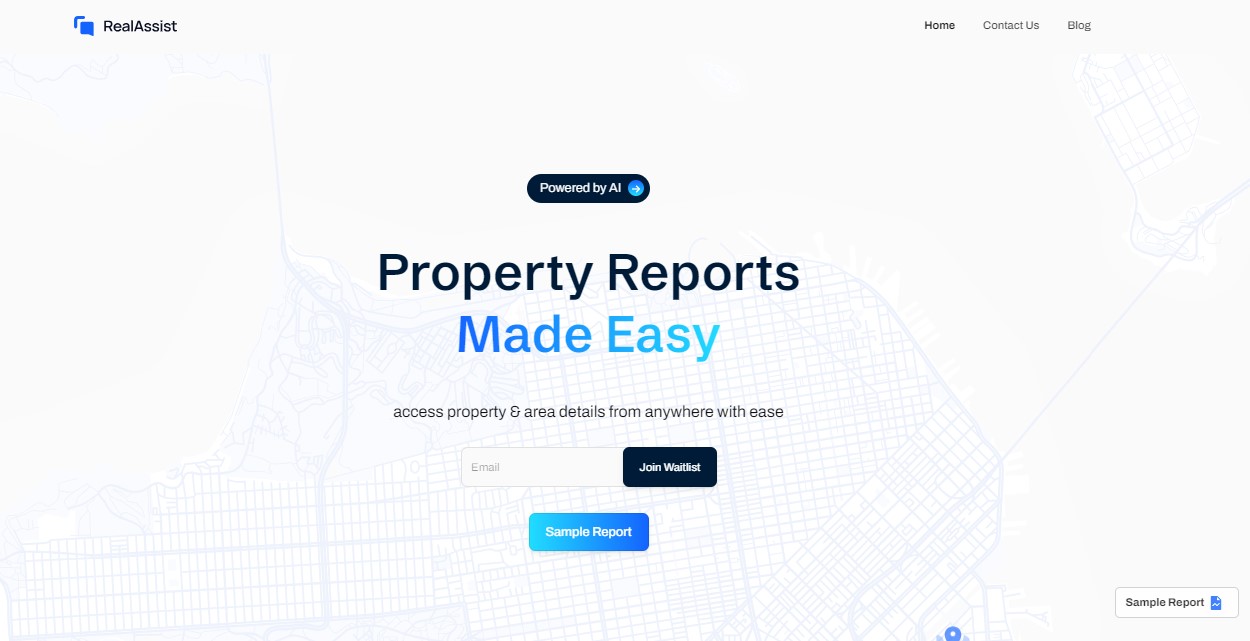 RealAssist
Home Contact Us Blog
Powered by AI
Property Reports
Made Easy
access property & area details from anywhere with ease
Email Join Waitlist
Sample Report
Sample Report